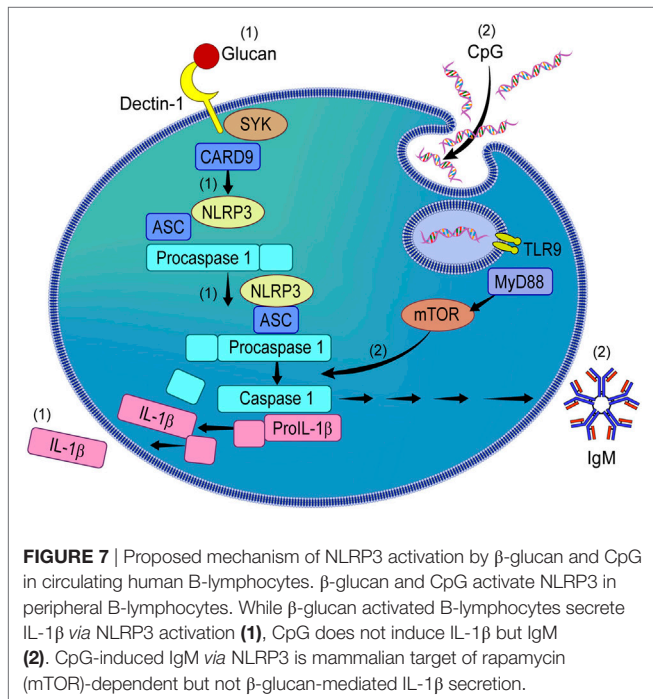 (1)
Glucan
(2)
CpG
Dectin-1
SYK
CARD9
(1)
NLRP3
ASC
Procaspase 1
(1)
NLRP3
ASC
Procaspase 1
TLR9
MyD88
mTOR
(2)
Caspase 1
ProIL-1β
IL-1β
(1)
IL-1β
(2)
IgM
FIGURE 7 | Proposed mechanism of NLRP3 activation by β-glucan and CpG
in circulating human B-lymphocytes. β-glucan and CpG activate NLRP3 in
peripheral B-lymphocytes. While β-glucan activated B-lymphocytes secrete
IL-1β via NLRP3 activation (1), CpG does not induce IL-1β but IgM
(2). CpG-induced IgM via NLRP3 is mammalian target of rapamycin
(mTOR)-dependent but not β-glucan-mediated IL-1β secretion.